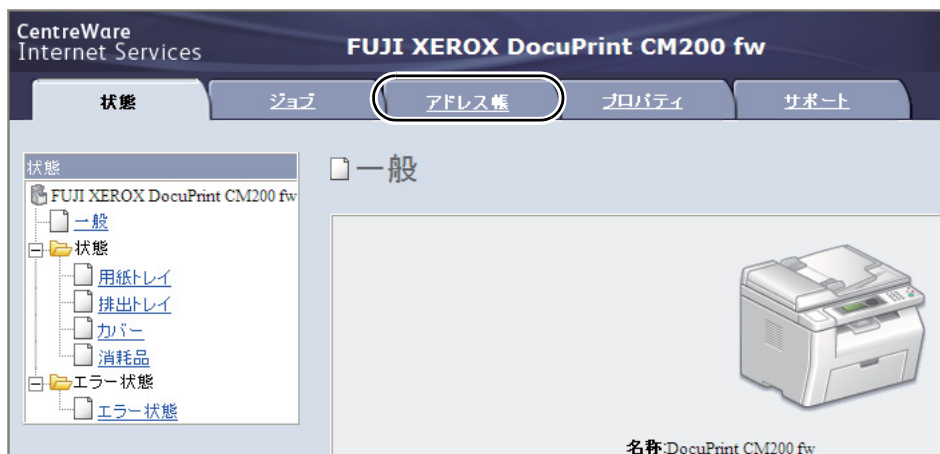 CentreWare
Internet Services
FUJI XEROX DocuPrint CM200 fw
状態 ジョブ アドレス帳 プロパティ サポート
状態
FUJI XEROX DocuPrint CM200 fw
一般
状態
用紙トレイ
排出トレイ
カバー
消耗品
エラー状態
エラー状態
一般
名称:DocuPrint CM200 fw